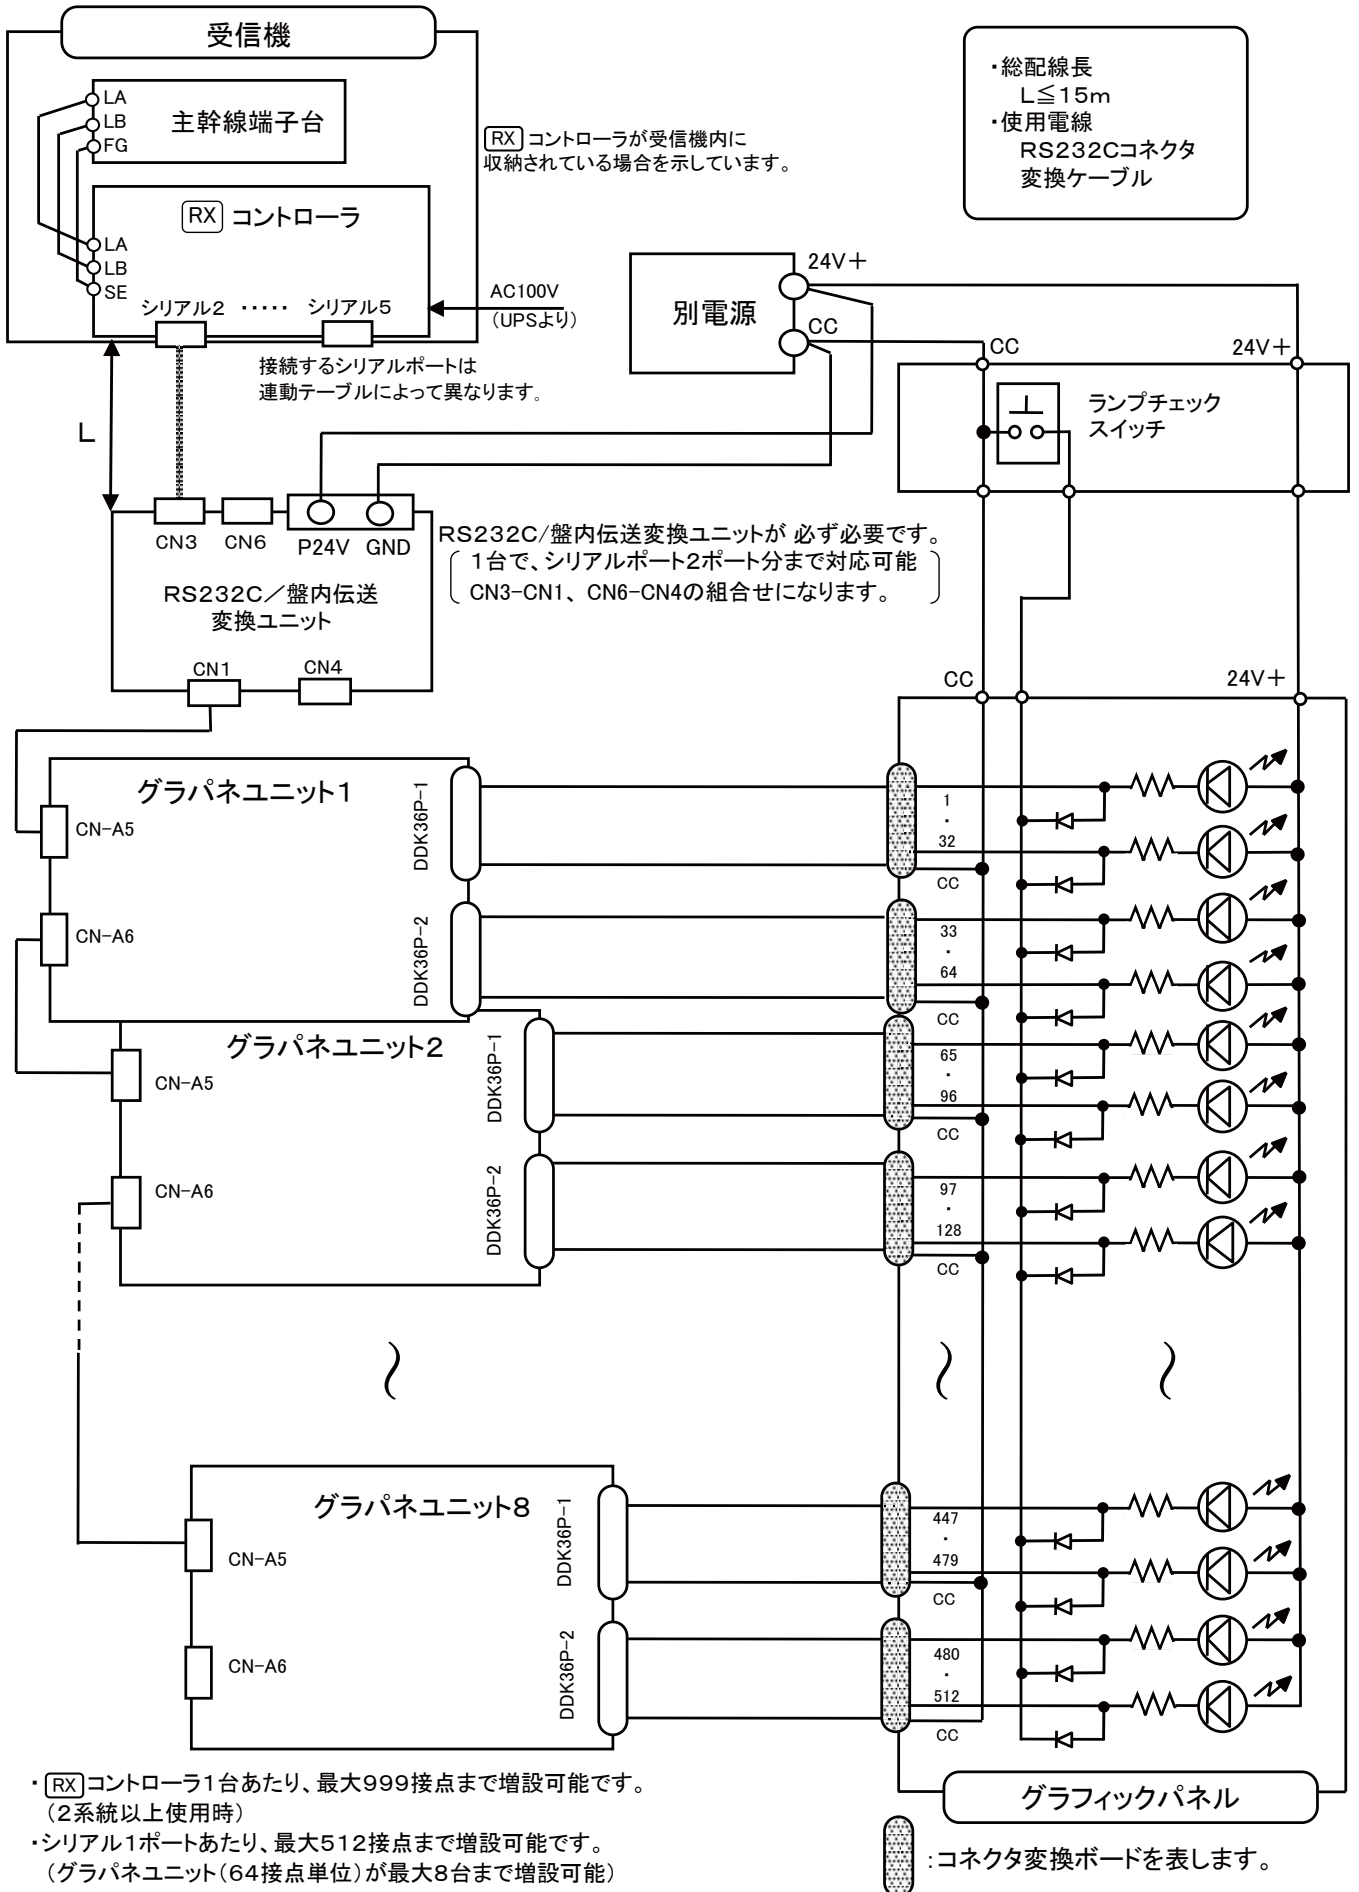 受信機
LA
LB
FG
主幹線端子台
RX コントローラが受信機内に
収納されている場合を示しています。
・総配線長
L≦15m
・使用電線
RS232Cコネクタ
変換ケーブル
RX コントローラ
LA
LB
SE
シリアル2 ‥‥‥ シリアル5
AC100V
(UPSより)
接続するシリアルポートは
連動テーブルによって異なります。
別電源
24V+
CC
CC
24V+
ランプチェック
スイッチ
L
CN3
CN6
P24V
GND
RS232C/盤内伝送変換ユニットが 必ず必要です。
1台で、シリアルポート2ポート分まで対応可能
CN3-CN1、CN6-CN4の組合せになります。
RS232C／盤内伝送
変換ユニット
CN1
CN4
CC
24V+
グラパネユニット1
CN-A5
CN-A6
DDK36P-1
DDK36P-2
1
・
32
CC
33
・
64
CC
グラパネユニット2
CN-A5
CN-A6
DDK36P-1
DDK36P-2
65
・
96
CC
97
・
128
CC
〜
〜
〜
グラパネユニット8
CN-A5
CN-A6
DDK36P-1
DDK36P-2
447
・
479
CC
480
・
512
CC
グラフィックパネル
・RX コントローラ1台あたり、最大999接点まで増設可能です。
(2系統以上使用時)
・シリアル1ポートあたり、最大512接点まで増設可能です。
(グラパネユニット(64接点単位)が最大8台まで増設可能)
:コネクタ変換ボードを表します。